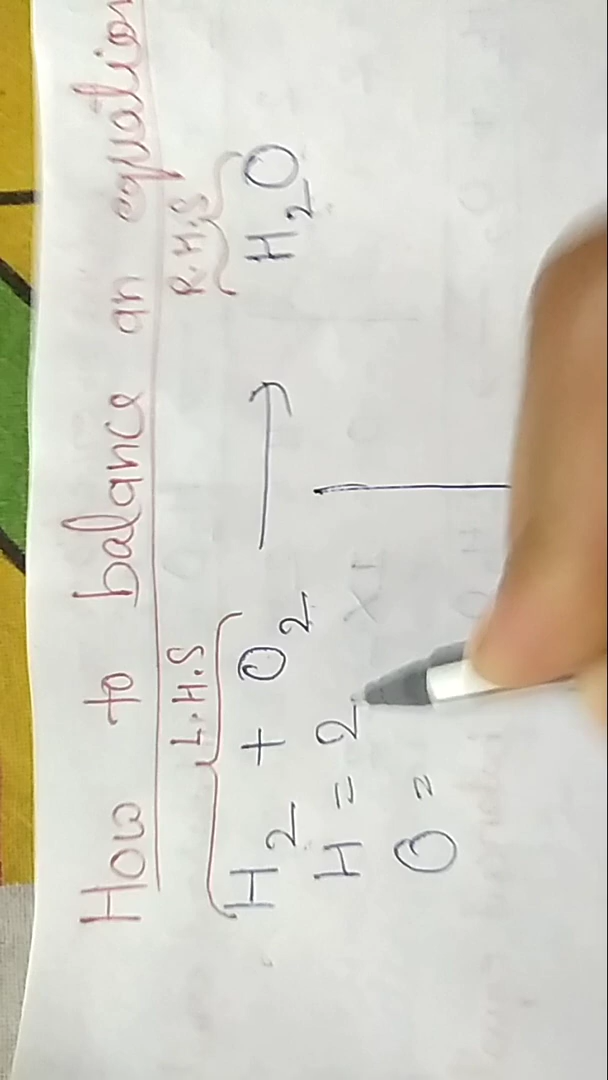 How to balance an equation
L.H.S R.H.S
H2 + O2 → H2O
H = 2
O =